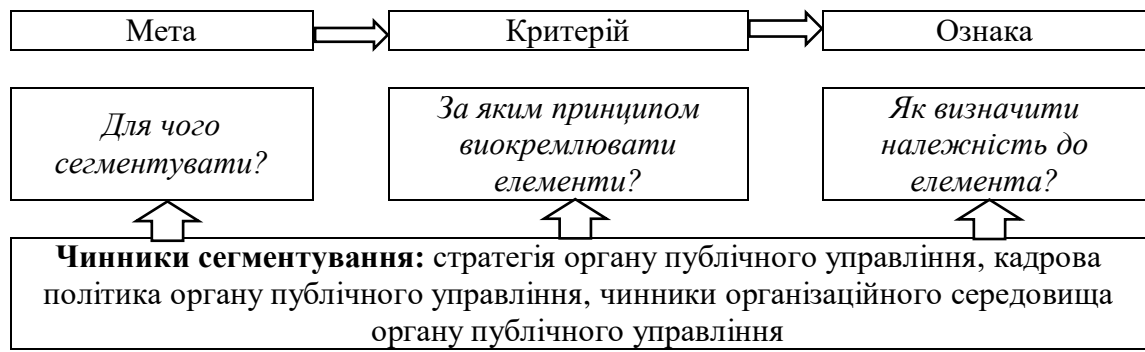 Мета
Критерій
Ознака
Для чого
сегментувати?
За яким принципом
виокремлювати
елементи?
Як визначити
належність до
елемента?
Чинники сегментування: стратегія органу публічного управління, кадрова
політика органу публічного управління, чинники організаційного середовища
органу публічного управління